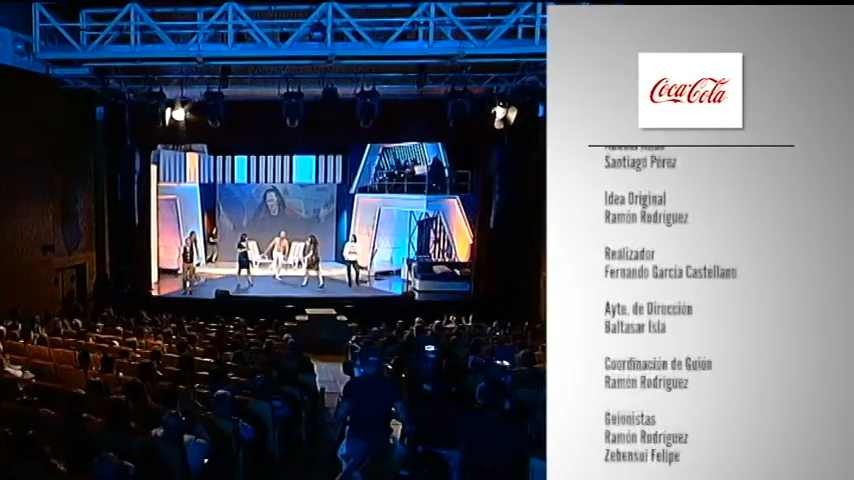 Coca-Cola
Santiago Pérez
Idea Original
Ramón Rodríguez
Realizador
Fernando García Castellano
Ayte. de Dirección
Baltasar Isla
Coordinación de Guión
Ramón Rodríguez
Guionistas
Ramón Rodríguez
Zebensui Felipe